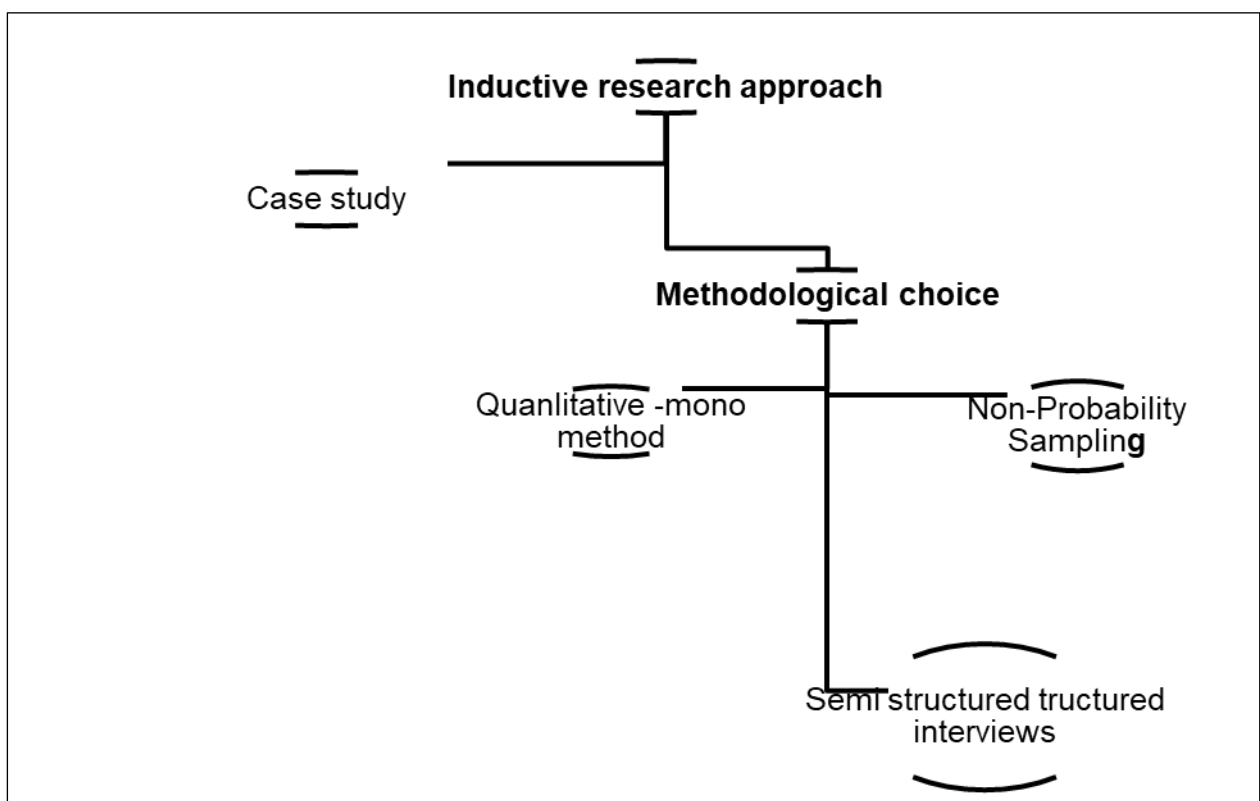 Inductive research approach
Case study
Methodological choice
Quanlitative -mono
method
Non-Probability
Sampling
Semi structured tructured
interviews